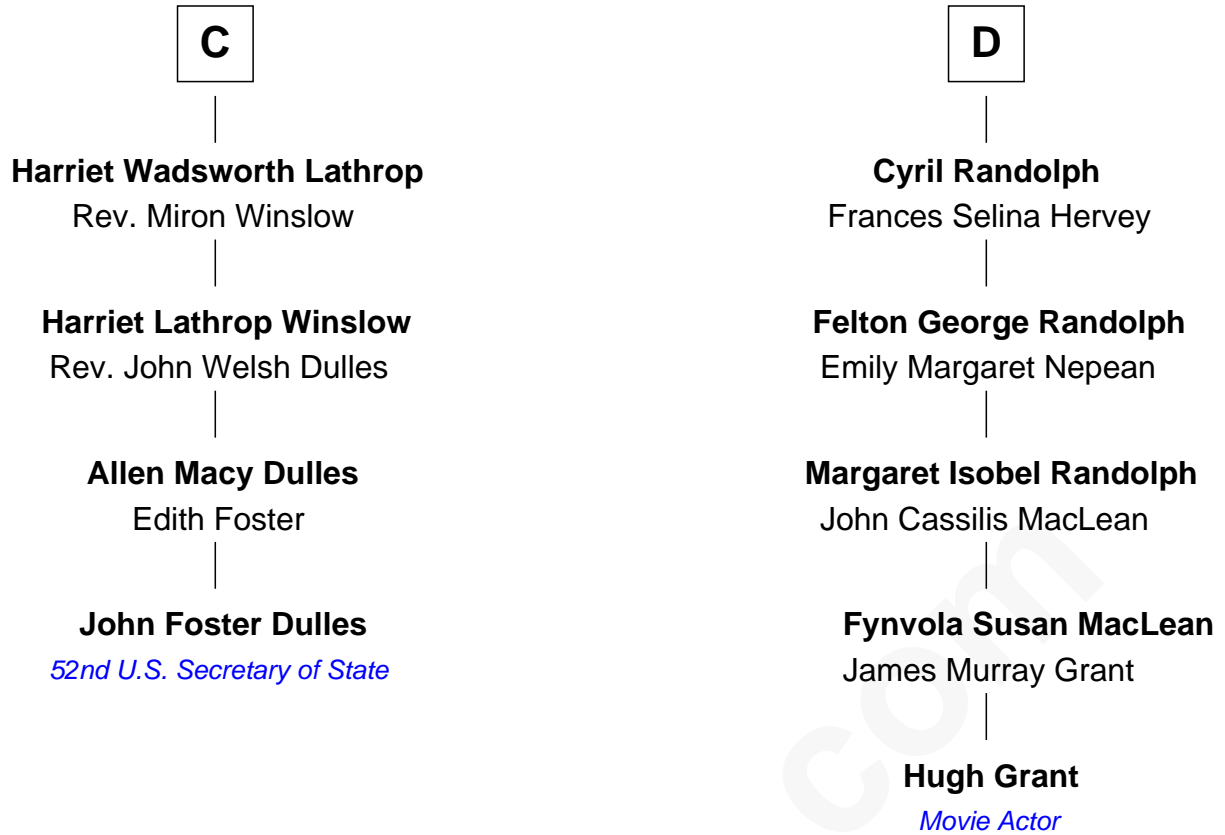 C
Harriet Wadsworth Lathrop
Rev. Miron Winslow
Harriet Lathrop Winslow
Rev. John Welsh Dulles
Allen Macy Dulles
Edith Foster
John Foster Dulles
52nd U.S. Secretary of State
D
Cyril Randolph
Frances Selina Hervey
Felton George Randolph
Emily Margaret Nepean
Margaret Isobel Randolph
John Cassilis MacLean
Fynvola Susan MacLean
James Murray Grant
Hugh Grant
Movie Actor
com